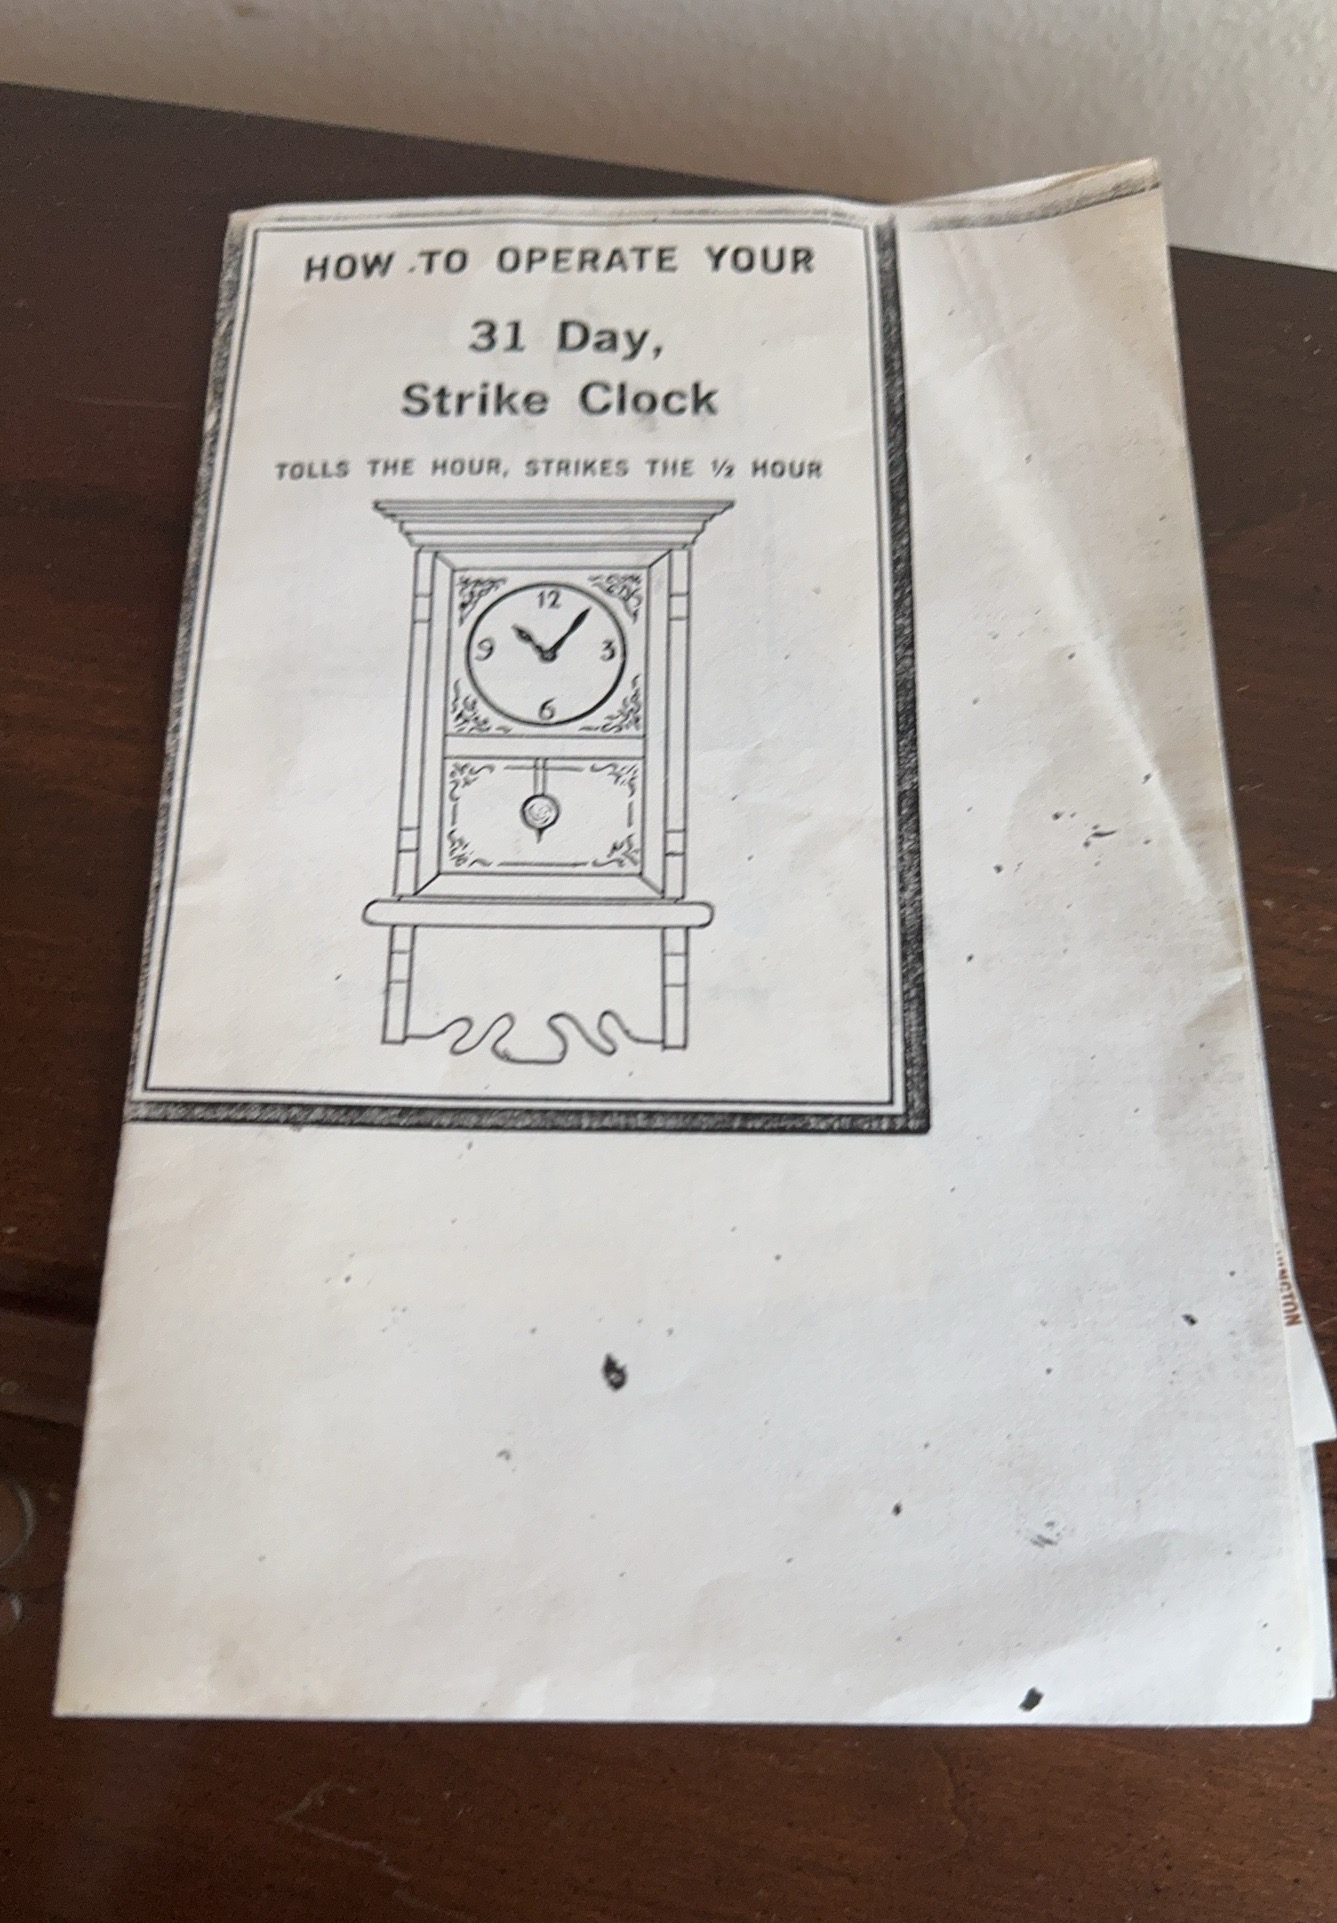 HOW TO OPERATE YOUR
31 Day,
Strike Clock
TOLLS THE HOUR, STRIKES THE ½ HOUR
12
9 3
6